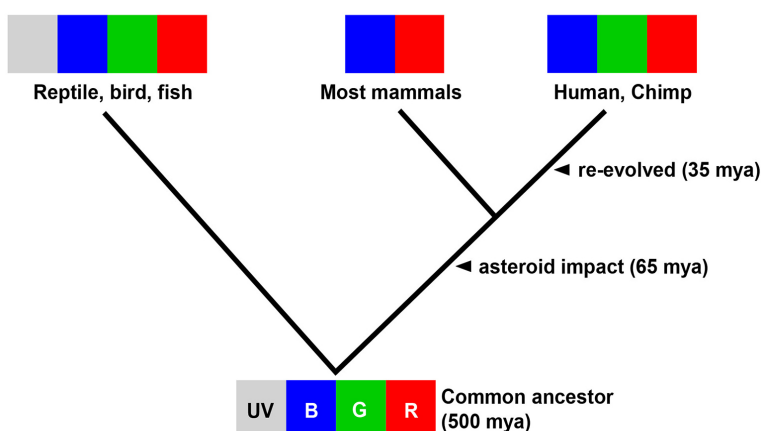 Reptile, bird, fish
Most mammals
Human, Chimp
re-evolved (35 mya)
asteroid impact (65 mya)
UV B G R
Common ancestor
(500 mya)